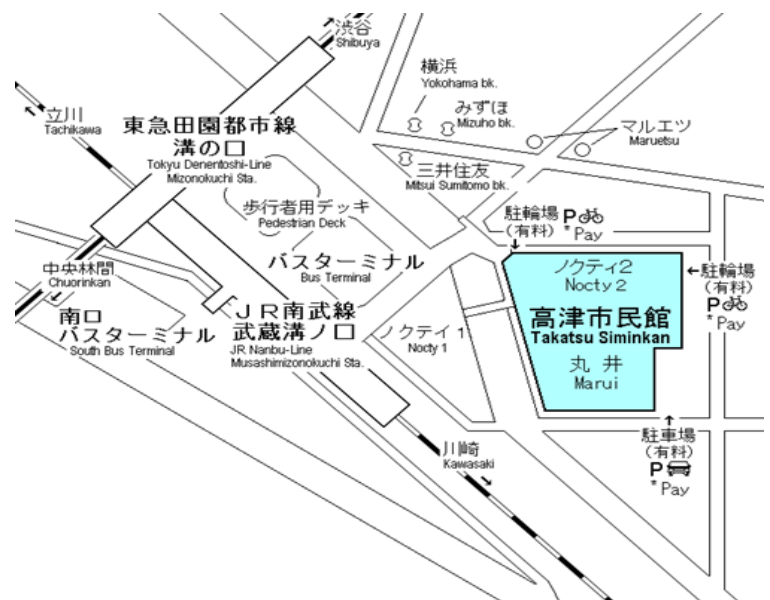 渋谷
Shibuya
横浜
Yokohama bk.
みずほ
Mizuho bk.
マルエツ
Maruetsu
立川
Tachikawa
東急田園都市線
溝の口
Tokyu Denentoshi-Line
Mizonokuchi Sta.
三井住友
Mitsui Sumitomo bk.
歩行者用デッキ
Pedestrian Deck
駐輪場
(有料)
P
*Pay
バスターミナル
Bus Terminal
ノクティ2
Nocty 2
駐輪場
(有料)
P
*Pay
中央林間
Chuorinkan
南口
バスターミナル
South Bus Terminal
JR南武線
武蔵溝ノ口
JR Nanbu-Line
Musashimizonokuchi Sta.
ノクティ1
Nocty 1
高津市民館
Takatsu Siminkan
丸井
Marui
川崎
Kawasaki
駐車場
(有料)
P
*Pay